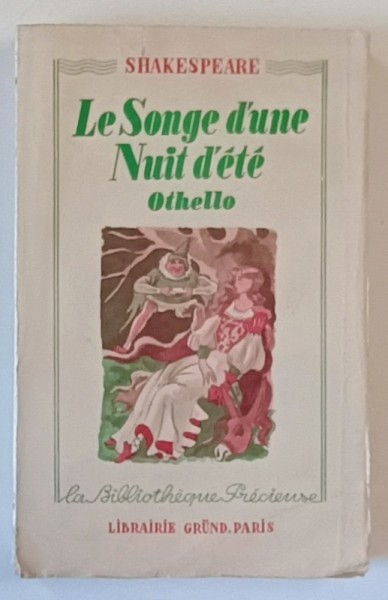 SHAKESPEARE
Le Songe d'une
Nuit d'été
Othello
la Bibliothèque Précieuse
LIBRAIRIE GRÜND. PARIS